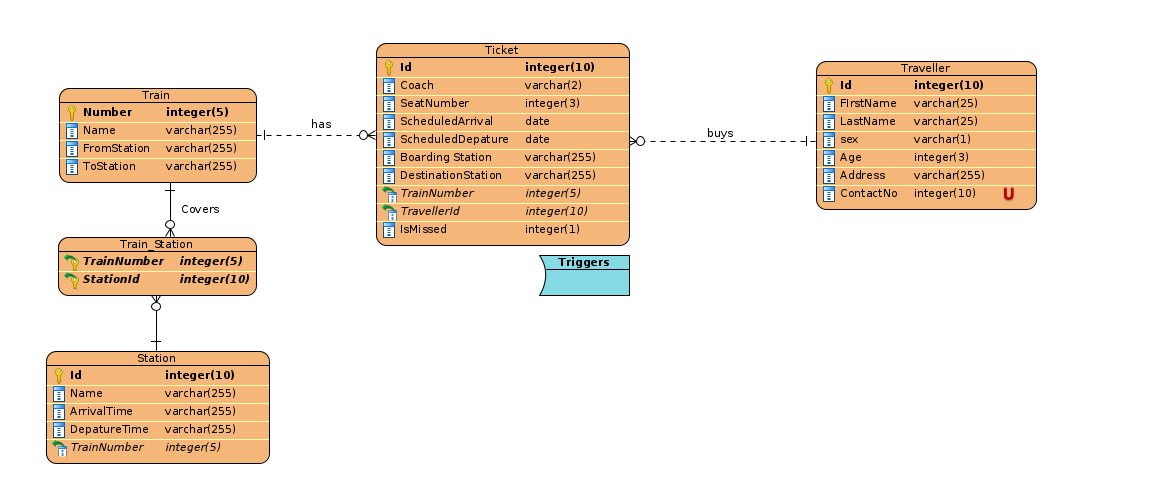 Train
Number integer(5)
Name varchar(255)
FromStation varchar(255)
ToStation varchar(255)
has
Ticket
Id integer(10)
Coach varchar(2)
SeatNumber integer(3)
ScheduledArrival date
ScheduledDepature date
Boarding Station varchar(255)
DestinationStation varchar(255)
TrainNumber integer(5)
TravellerId integer(10)
IsMissed integer(1)
Triggers
buys
Traveller
Id integer(10)
FIrstName varchar(25)
LastName varchar(25)
sex varchar(1)
Age integer(3)
Address varchar(255)
ContactNo integer(10) U
Covers
Train_Station
TrainNumber integer(5)
StationId integer(10)
Station
Id integer(10)
Name varchar(255)
ArrivalTime varchar(255)
DepatureTime varchar(255)
TrainNumber integer(5)